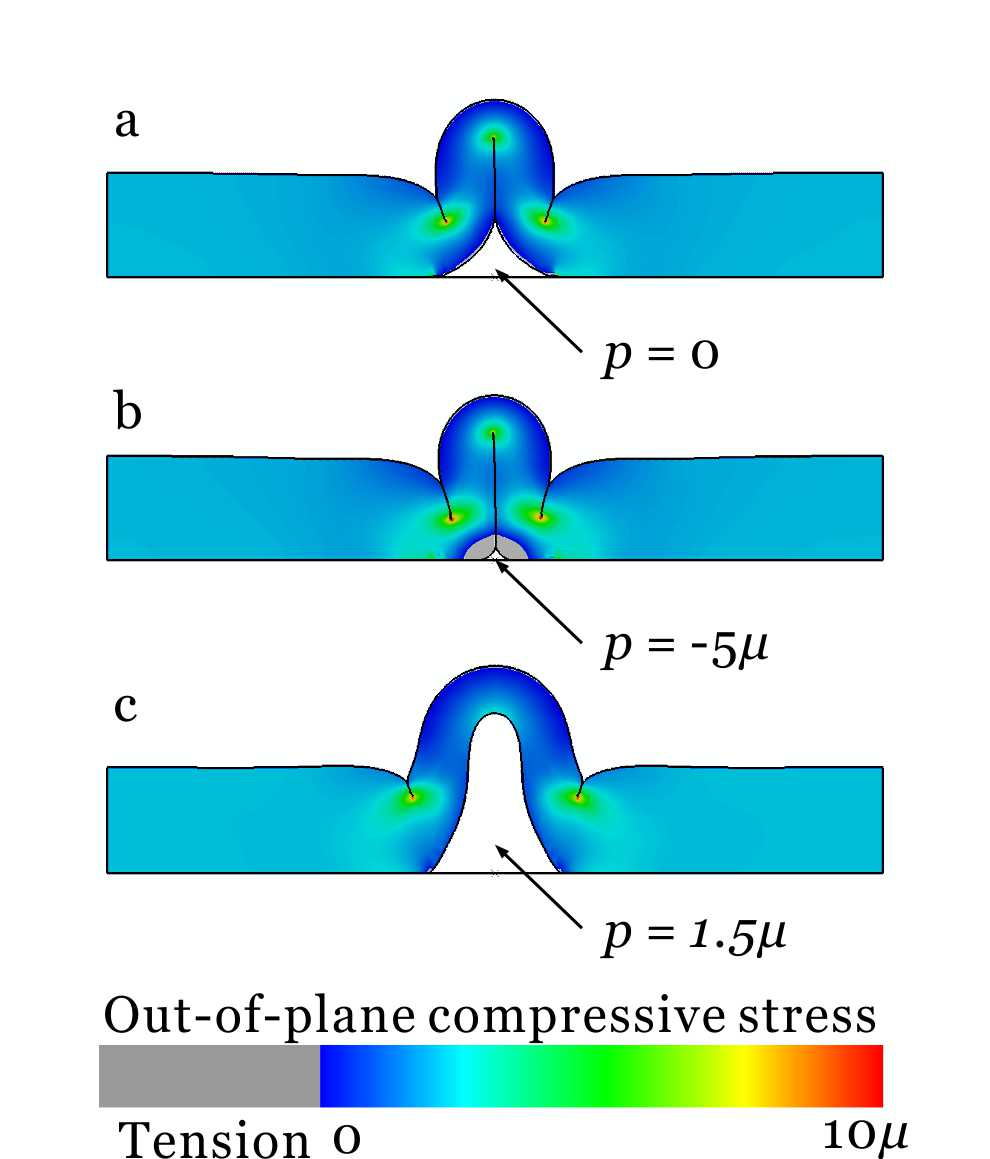 a
p = 0
b
p = -5μ
c
p = 1.5μ
Out-of-plane compressive stress
Tension 0 10μ